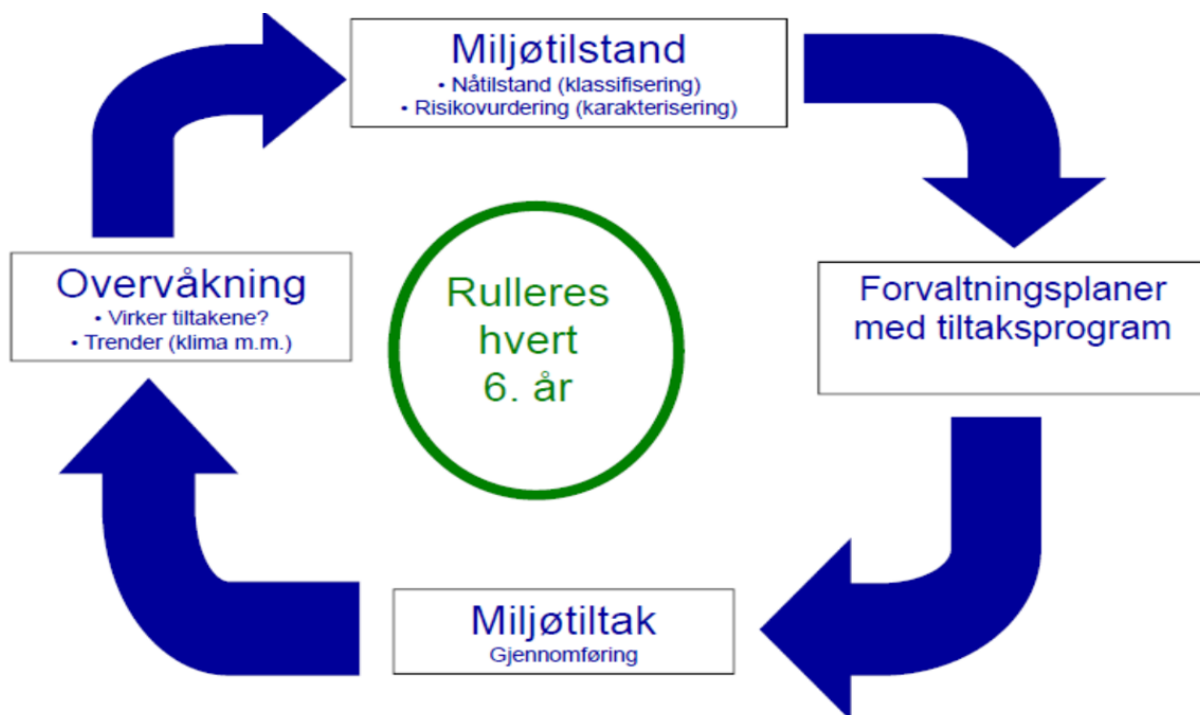 Miljøtilstand
• Nåtilstand (klassifisering)
• Risikovurdering (karakterisering)
Overvåkning
• Virker tiltakene?
• Trender (klima m.m.)
Rulleres
hvert
6. år
Forvaltningsplaner
med tiltaksprogram
Miljøtiltak
Gjennomføring